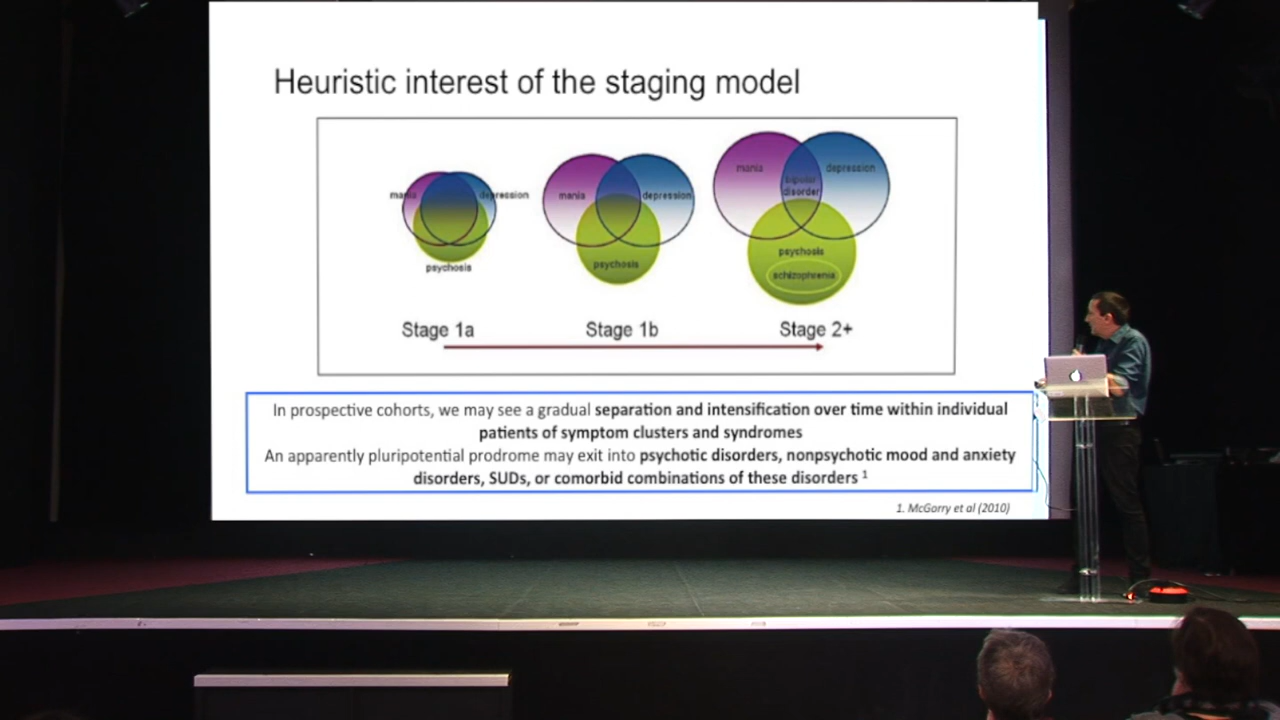 Heuristic interest of the staging model
mania depression
psychosis
mania depression
psychosis
mania depression
bipolar
disorder
psychosis
schizophrenia
Stage 1a Stage 1b Stage 2+
In prospective cohorts, we may see a gradual separation and intensification over time within individual
patients of symptom clusters and syndromes
An apparently pluripotential prodrome may exit into psychotic disorders, nonpsychotic mood and anxiety
disorders, SUDs, or comorbid combinations of these disorders 1
1. McGorry et al (2010)